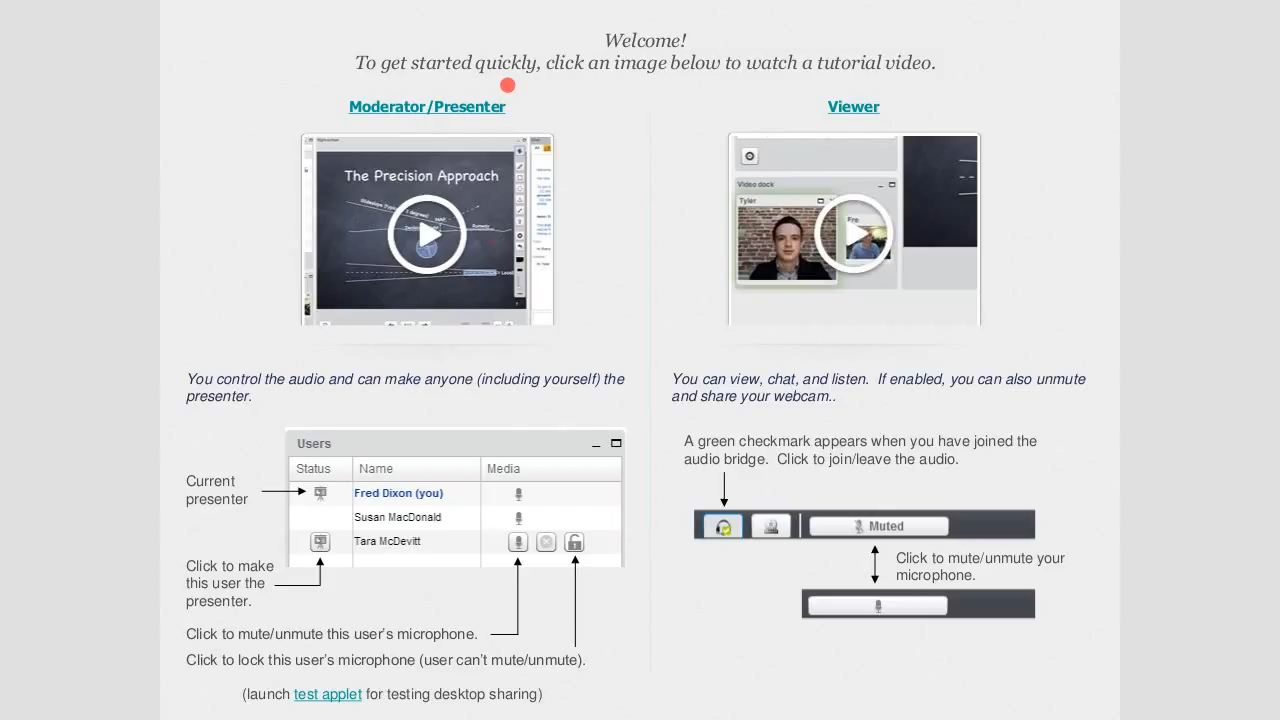 Welcome!
To get started quickly, click an image below to watch a tutorial video.
Moderator/Presenter
The Precision Approach
Runway
You control the audio and can make anyone (including yourself) the
presenter.
Users
Status Name Media
Current
presenter
Fred Dixon (you)
Susan MacDonald
Tara McDevitt
Click to make
this user the
presenter.
Click to mute/unmute this user's microphone.
Click to lock this user's microphone (user can't mute/unmute).
(launch test applet for testing desktop sharing)
Viewer
Video dock
Tyler
Fre
You can view, chat, and listen.  If enabled, you can also unmute
and share your webcam..
A green checkmark appears when you have joined the
audio bridge.  Click to join/leave the audio.
Muted
Click to mute/unmute your
microphone.